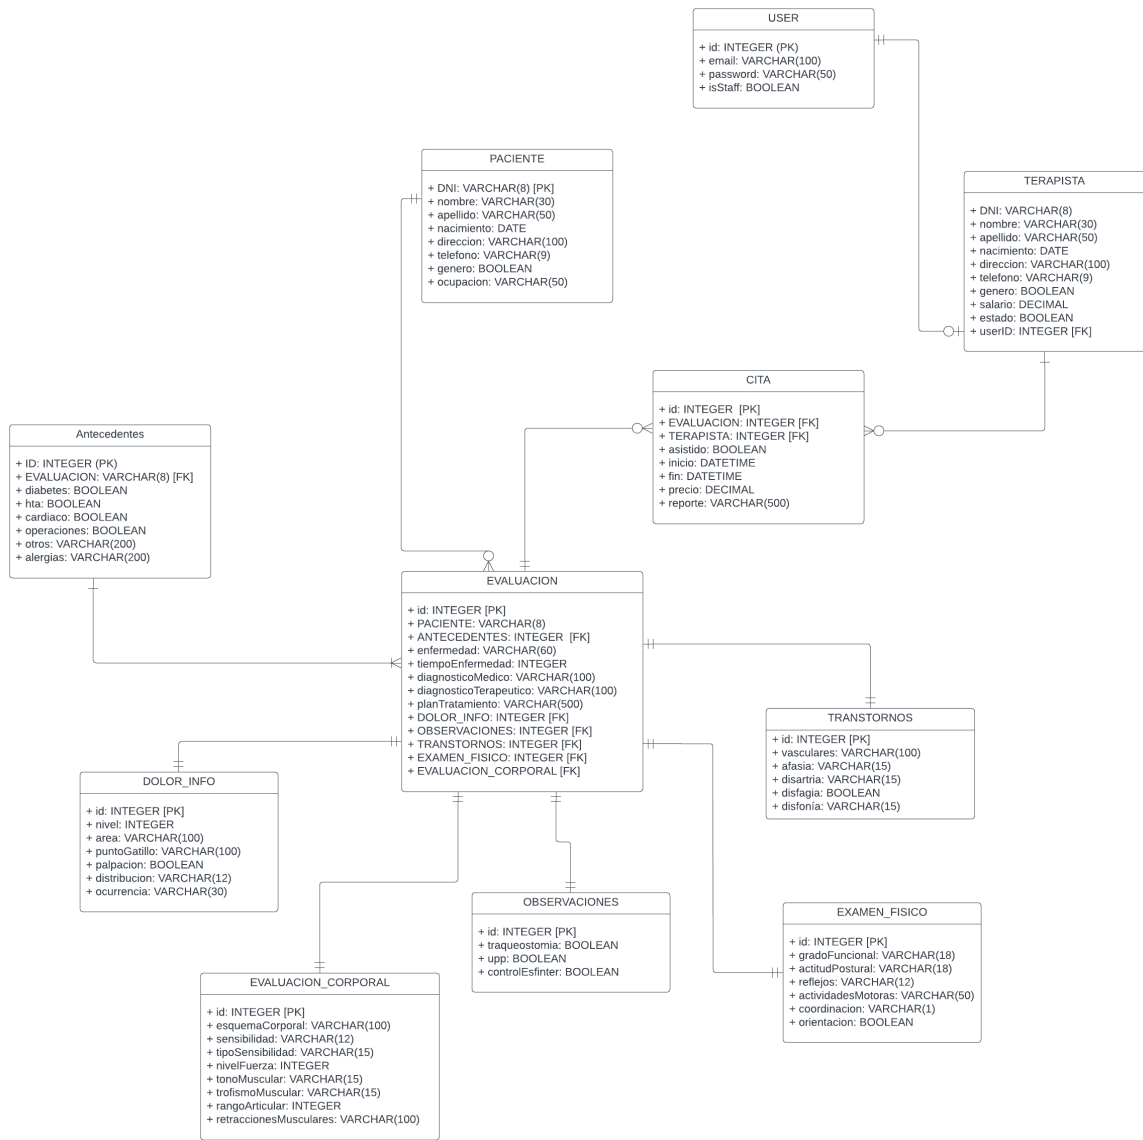 USER
+ id: INTEGER (PK)
+ email: VARCHAR(100)
+ password: VARCHAR(50)
+ isStaff: BOOLEAN
PACIENTE
+ DNI: VARCHAR(8) [PK]
+ nombre: VARCHAR(30)
+ apellido: VARCHAR(50)
+ nacimiento: DATE
+ direccion: VARCHAR(100)
+ telefono: VARCHAR(9)
+ genero: BOOLEAN
+ ocupacion: VARCHAR(50)
TERAPISTA
+ DNI: VARCHAR(8)
+ nombre: VARCHAR(30)
+ apellido: VARCHAR(50)
+ nacimiento: DATE
+ direccion: VARCHAR(100)
+ telefono: VARCHAR(9)
+ genero: BOOLEAN
+ salario: DECIMAL
+ estado: BOOLEAN
+ userID: INTEGER [FK]
CITA
+ id: INTEGER [PK]
+ EVALUACION: INTEGER [FK]
+ TERAPISTA: INTEGER [FK]
+ asistido: BOOLEAN
+ inicio: DATETIME
+ fin: DATETIME
+ precio: DECIMAL
+ reporte: VARCHAR(500)
Antecedentes
+ ID: INTEGER (PK)
+ EVALUACION: VARCHAR(8) [FK]
+ diabetes: BOOLEAN
+ hta: BOOLEAN
+ cardiaco: BOOLEAN
+ operaciones: BOOLEAN
+ otros: VARCHAR(200)
+ alergias: VARCHAR(200)
EVALUACION
+ id: INTEGER [PK]
+ PACIENTE: VARCHAR(8)
+ ANTECEDENTES: INTEGER [FK]
+ enfermedad: VARCHAR(60)
+ tiempoEnfermedad: INTEGER
+ diagnosticoMedico: VARCHAR(100)
+ diagnosticoTerapeutico: VARCHAR(100)
+ planTratamiento: VARCHAR(500)
+ DOLOR_INFO: INTEGER [FK]
+ OBSERVACIONES: INTEGER [FK]
+ TRANSTORNOS: INTEGER [FK]
+ EXAMEN_FISICO: INTEGER [FK]
+ EVALUACION_CORPORAL [FK]
TRANSTORNOS
+ id: INTEGER [PK]
+ vasculares: VARCHAR(100)
+ afasia: VARCHAR(15)
+ disartria: VARCHAR(15)
+ disfagia: BOOLEAN
+ disfonía: VARCHAR(15)
DOLOR_INFO
+ id: INTEGER [PK]
+ nivel: INTEGER
+ area: VARCHAR(100)
+ puntoGatillo: VARCHAR(100)
+ palpacion: BOOLEAN
+ distribucion: VARCHAR(12)
+ ocurrencia: VARCHAR(30)
OBSERVACIONES
+ id: INTEGER [PK]
+ traqueostomia: BOOLEAN
+ upp: BOOLEAN
+ controlEsfinter: BOOLEAN
EXAMEN_FISICO
+ id: INTEGER [PK]
+ gradoFuncional: VARCHAR(18)
+ actitudPostural: VARCHAR(18)
+ reflejos: VARCHAR(12)
+ actividadesMotoras: VARCHAR(50)
+ coordinacion: VARCHAR(1)
+ orientacion: BOOLEAN
EVALUACION_CORPORAL
+ id: INTEGER [PK]
+ esquemaCorporal: VARCHAR(100)
+ sensibilidad: VARCHAR(12)
+ tipoSensibilidad: VARCHAR(15)
+ nivelFuerza: INTEGER
+ tonoMuscular: VARCHAR(15)
+ trofismoMuscular: VARCHAR(15)
+ rangoArticular: INTEGER
+ retraccionesMusculares: VARCHAR(100)